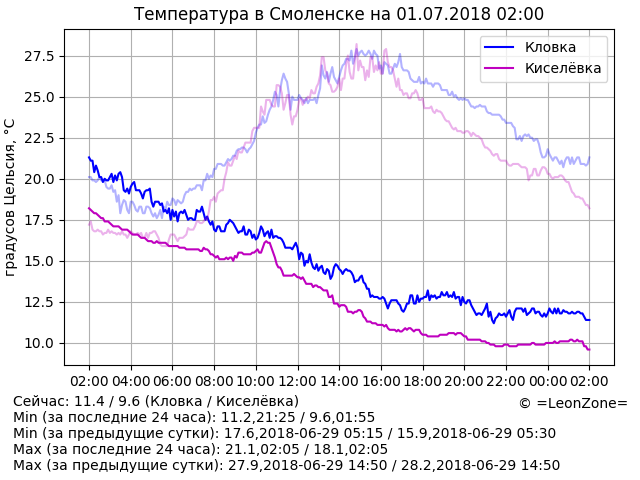 Температура в Смоленске на 01.07.2018 02:00
градусов Цельсия, °C
27.5
25.0
22.5
20.0
17.5
15.0
12.5
10.0
Кловка
Киселёвка
02:00 04:00 06:00 08:00 10:00 12:00 14:00 16:00 18:00 20:00 22:00 00:00 02:00
Сейчас: 11.4 / 9.6 (Кловка / Киселёвка)
© =LeonZone=
Min (за последние 24 часа): 11.2,21:25 / 9.6,01:55
Min (за предыдущие сутки): 17.6,2018-06-29 05:15 / 15.9,2018-06-29 05:30
Max (за последние 24 часа): 21.1,02:05 / 18.1,02:05
Max (за предыдущие сутки): 27.9,2018-06-29 14:50 / 28.2,2018-06-29 14:50